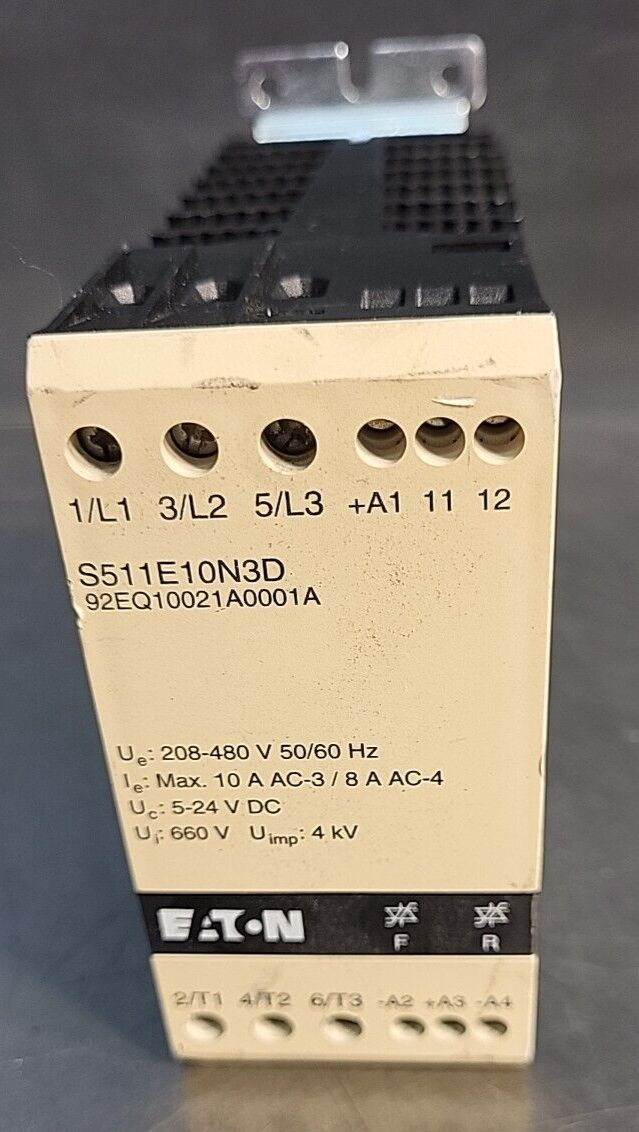 1/L1 3/L2 5/L3 +A1 11 12
S511E10N3D
92EQ10021A0001A
Ue: 208-480 V 50/60 Hz
Ie: Max. 10 A AC-3 / 8 A AC-4
Uc: 5-24 V DC
Ui: 660 V Uimp: 4 kV
EATON
F R
2/T1 4/T2 6/T3 -A2 +A3 -A4